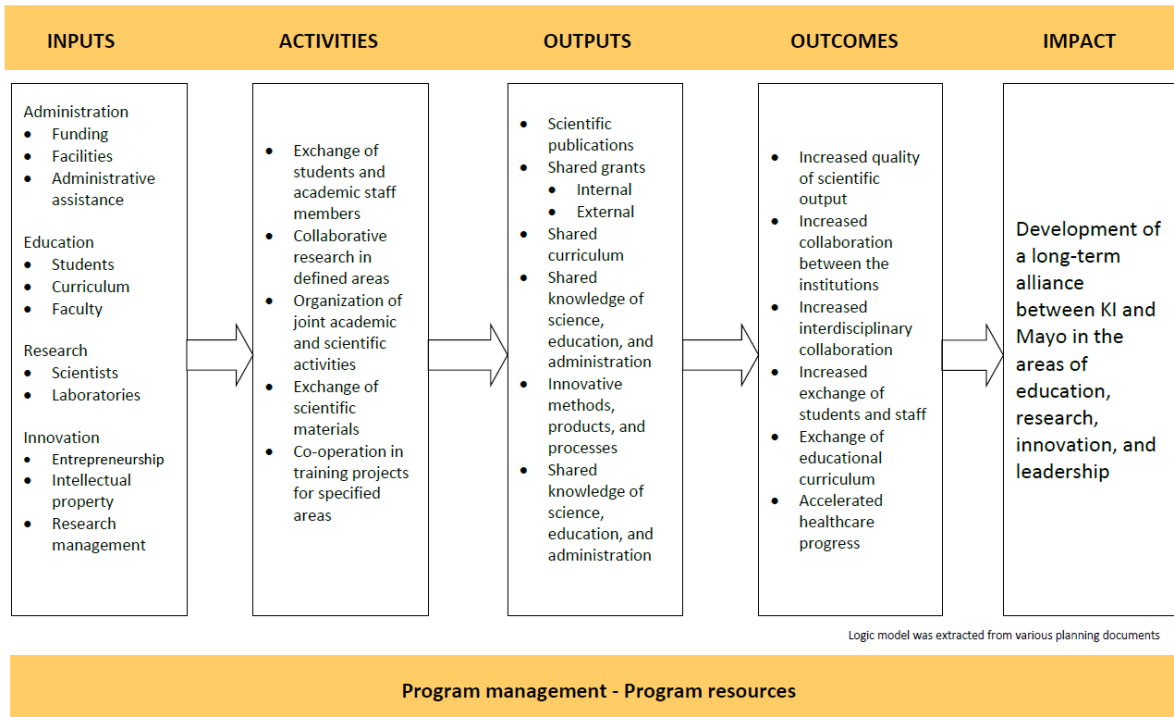 INPUTS
ACTIVITIES
OUTPUTS
OUTCOMES
IMPACT
Administration
• Funding
• Facilities
• Administrative
assistance
Education
• Students
• Curriculum
• Faculty
Research
• Scientists
• Laboratories
Innovation
• Entrepreneurship
• Intellectual
property
• Research
management
• Exchange of
students and
academic staff
members
• Collaborative
research in
defined areas
• Organization of
joint academic
and scientific
activities
• Exchange of
scientific
materials
• Co-operation in
training projects
for specified
areas
• Scientific
publications
• Shared grants
• Internal
• External
• Shared
curriculum
• Shared
knowledge of
science,
education, and
administration
• Innovative
methods,
products, and
processes
• Shared
knowledge of
science,
education, and
administration
• Increased quality
of scientific
output
• Increased
collaboration
between the
institutions
• Increased
interdisciplinary
collaboration
• Increased
exchange of
students and staff
• Exchange of
educational
curriculum
• Accelerated
healthcare
progress
Development of
a long-term
alliance
between KI and
Mayo in the
areas of
education,
research,
innovation, and
leadership
Logic model was extracted from various planning documents
Program management - Program resources